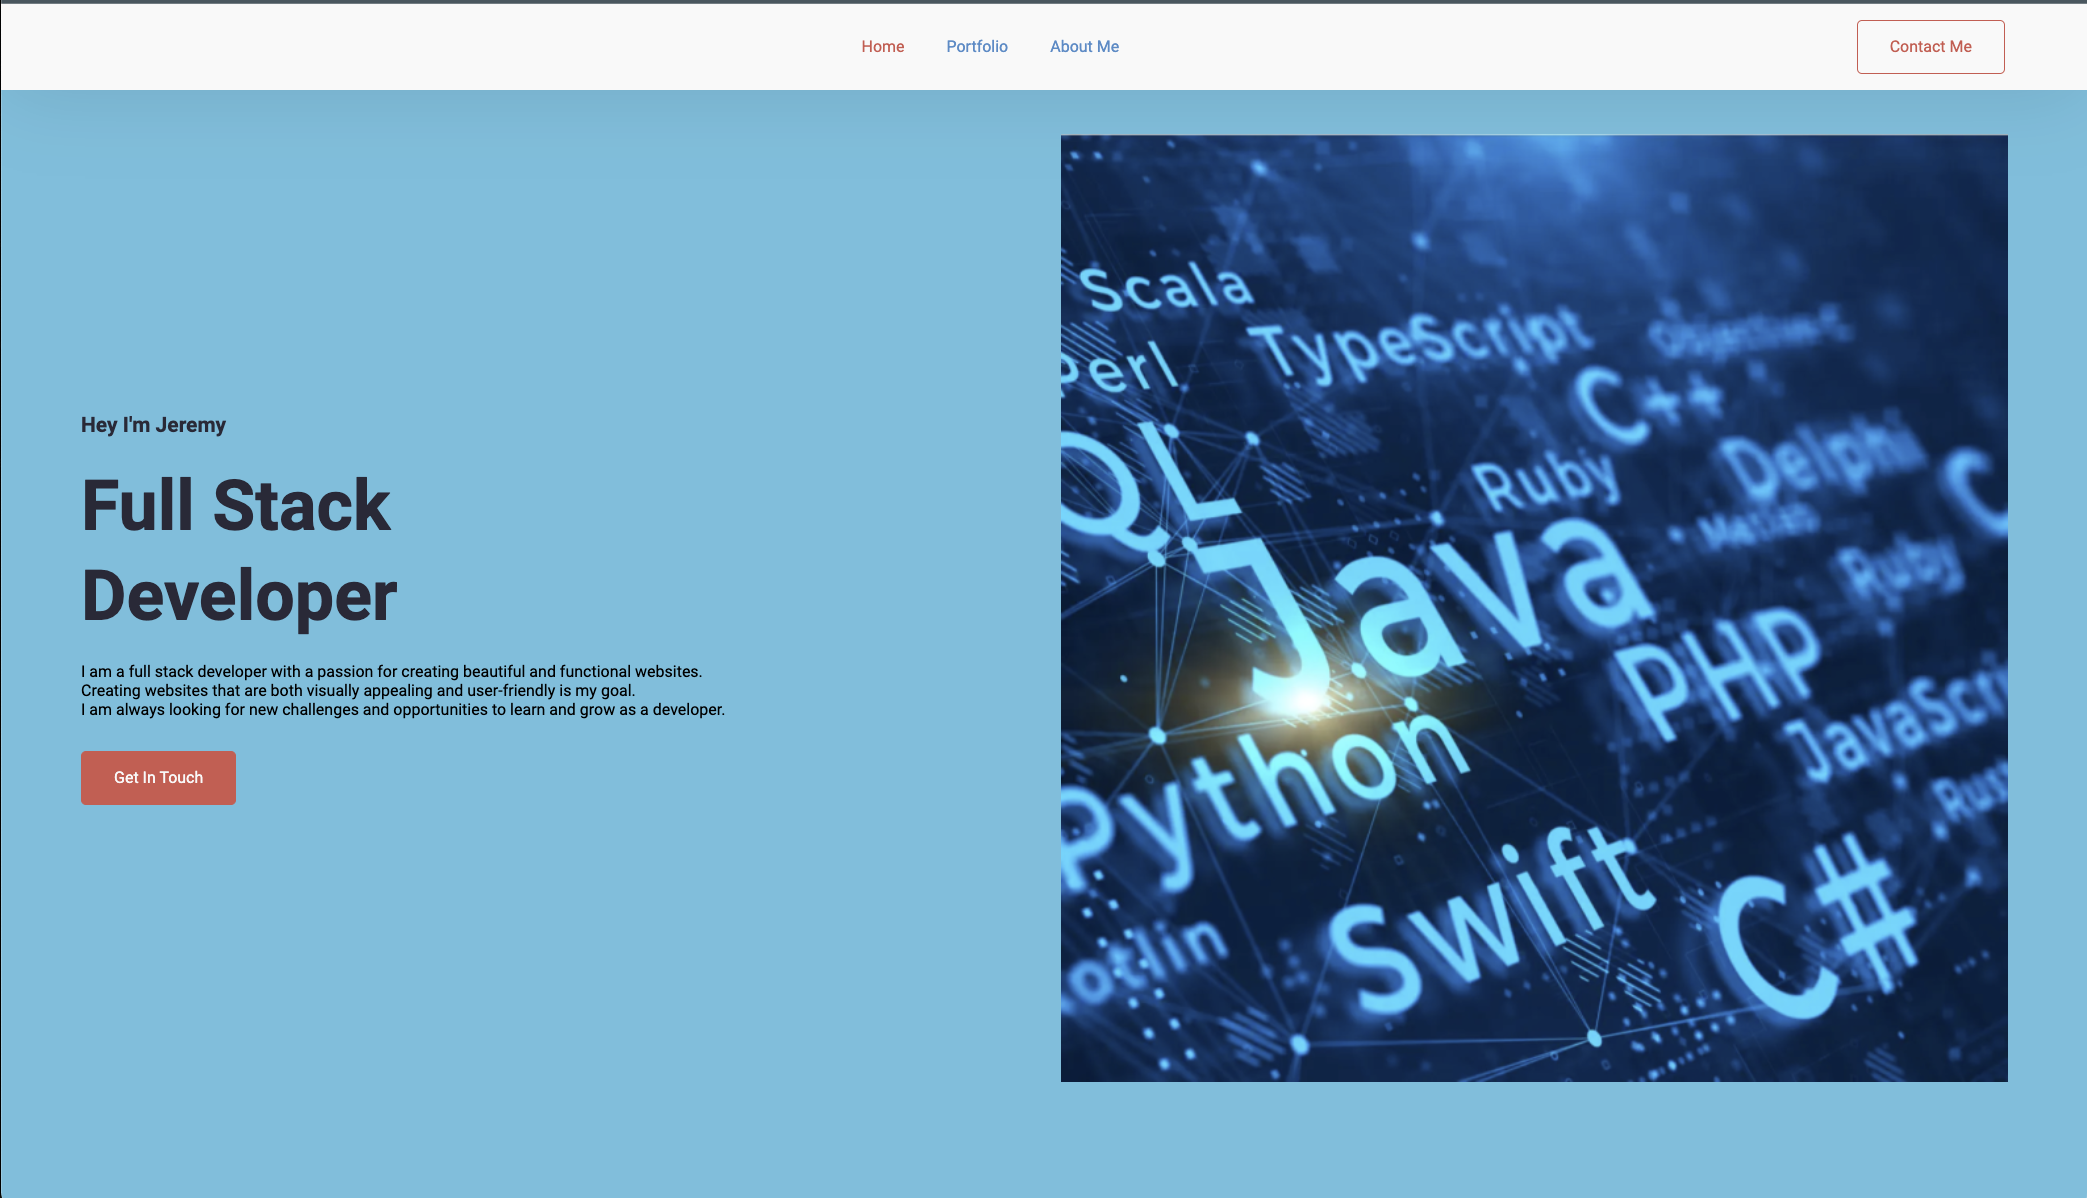 Home Portfolio About Me Contact Me
Hey I'm Jeremy
Full Stack
Developer
I am a full stack developer with a passion for creating beautiful and functional websites.
Creating websites that are both visually appealing and user-friendly is my goal.
I am always looking for new challenges and opportunities to learn and grow as a developer.
Get In Touch
Scala
TypeScript
Objective-C
Perl
C++
Delphi
QL
Ruby
C
Matlab
Java
Ruby
PHP
JavaScri
Python
Rus
Swift
C#
otlin